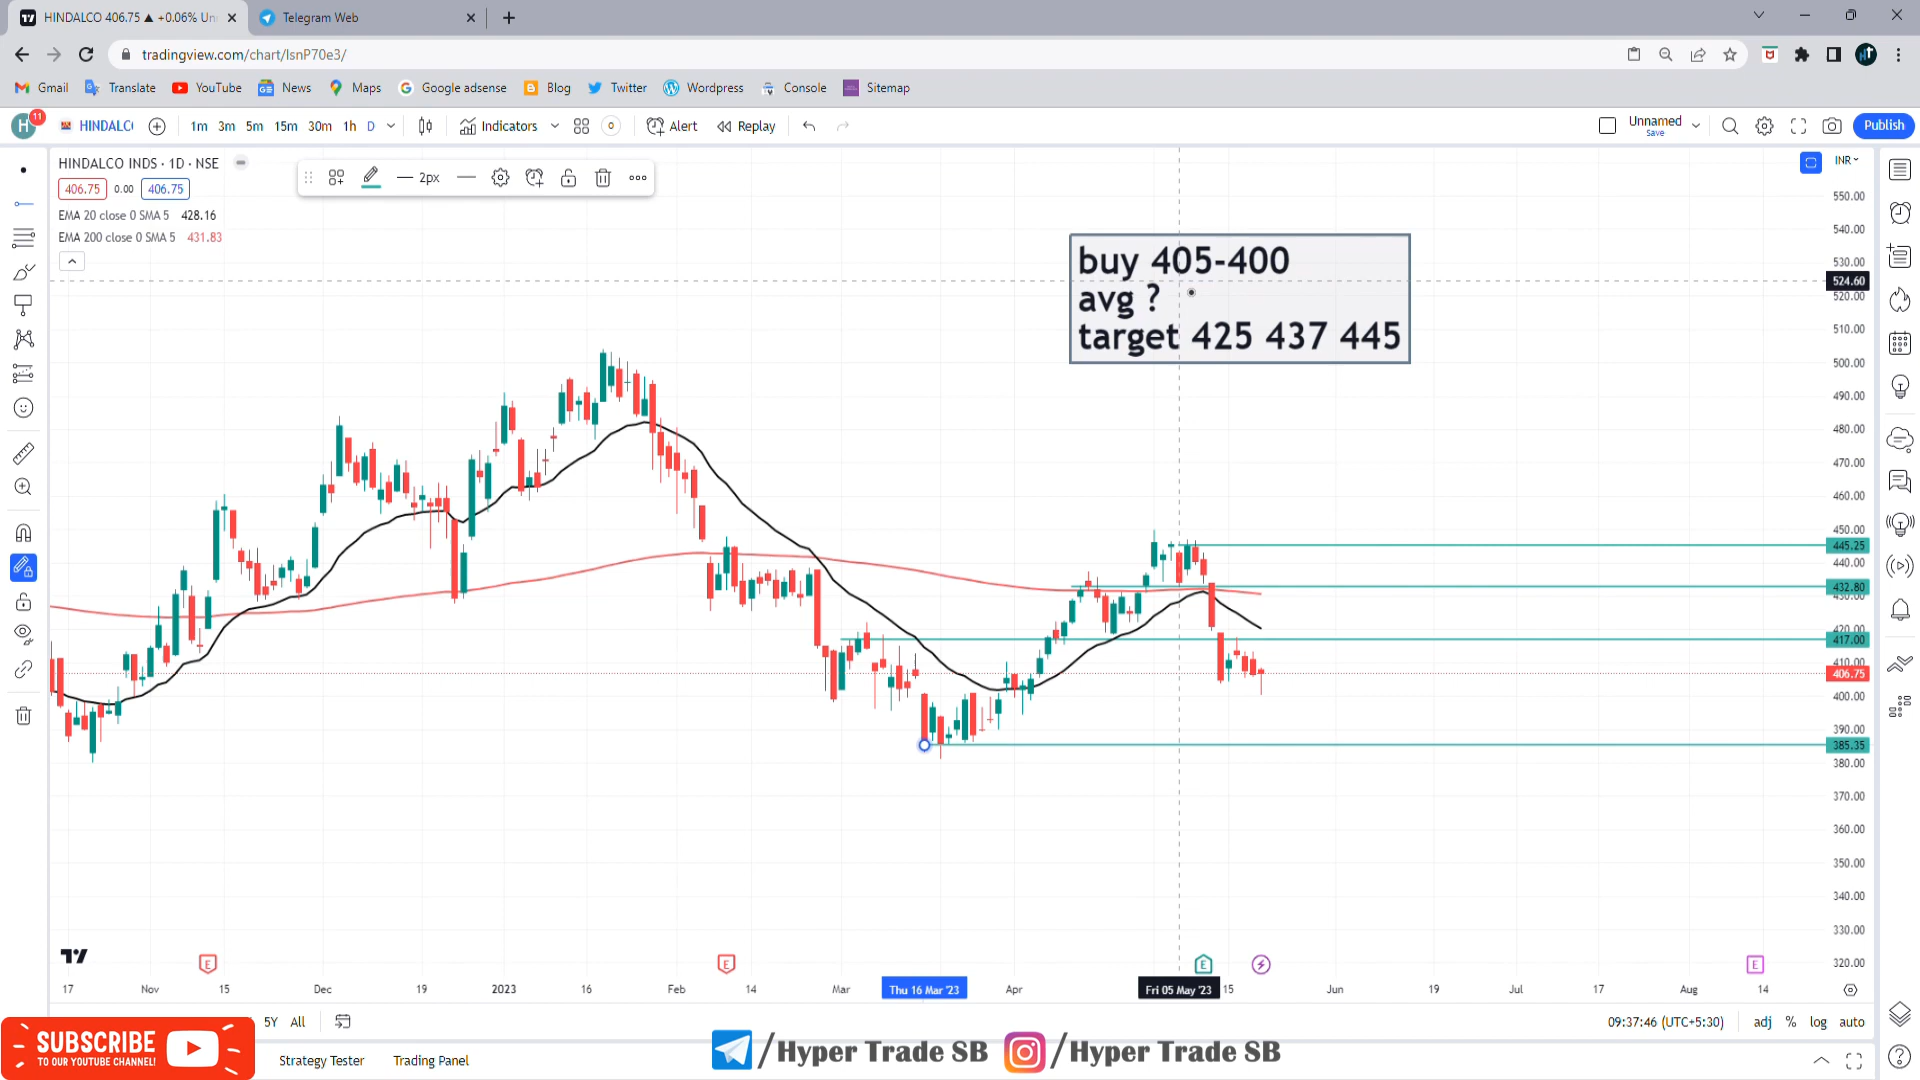 HINDALCO 406.75 ▲ +0.06% Un
Telegram Web
tradingview.com/chart/lsnP70e3/
Gmail
Translate
YouTube
News
Maps
Google adsense
Blog
Twitter
Wordpress
Console
Sitemap
H
11
HINDALC
1m 3m 5m 15m 30m 1h D
Indicators
Alert
Replay
Unnamed
Save
Publish
HINDALCO INDS · 1D · NSE
2px
INR
406.75 0.00 406.75
EMA 20 close 0 SMA 5 428.16
EMA 200 close 0 SMA 5 431.83
buy 405-400
avg ?
target 425 437 445
550.00
540.00
530.00
524.60
520.00
510.00
500.00
490.00
480.00
470.00
460.00
450.00
445.25
440.00
432.80
430.00
420.00
417.00
410.00
406.75
400.00
390.00
385.35
380.00
370.00
360.00
350.00
340.00
330.00
320.00
E E E E
17 Nov 15 Dec 19 2023 16 Feb 14 Mar Thu 16 Mar '23 Apr Fri 05 May '23 15 Jun 19 Jul 17 Aug 14
5Y All
09:37:46 (UTC+5:30)
adj % log auto
SUBSCRIBE
TO OUR YOUTUBE CHANNEL!
Strategy Tester
Trading Panel
/Hyper Trade SB
/Hyper Trade SB